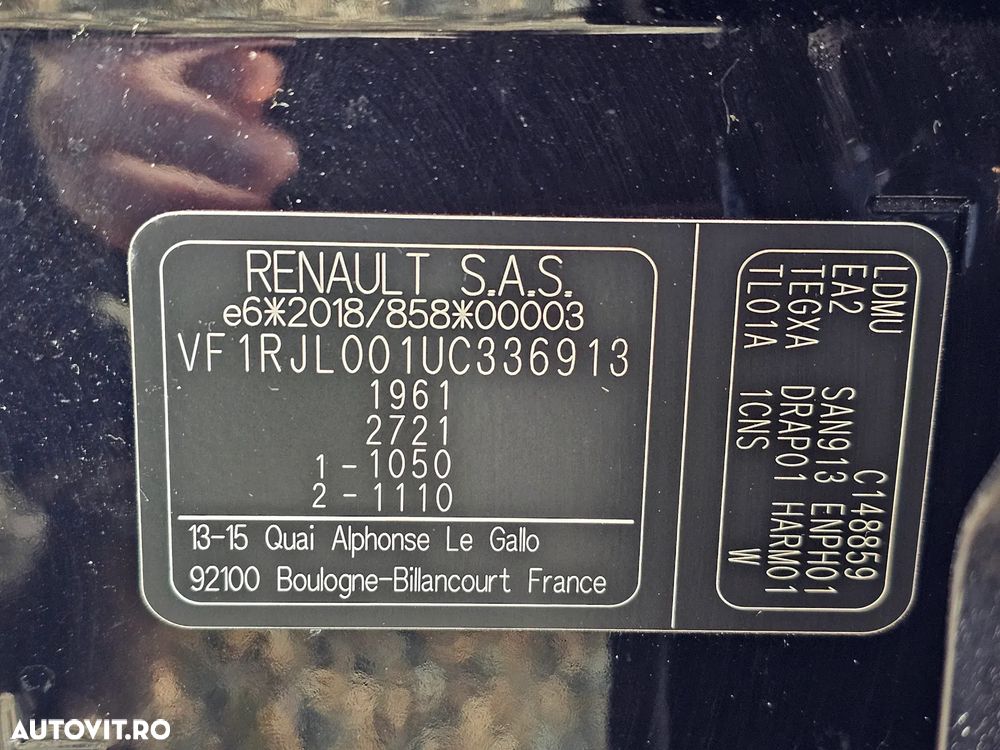 RENAULT S.A.S.
e6*2018/858*00003
VF1RJL001UC336913
1961
2721
1-1050
2-1110
13-15 Quai Alphonse Le Gallo
92100 Boulogne-Billancourt France
LDMU C148859
EA2 SAN913 ENPH01
TEGXA DRAP01 HARM01
TL01A 1CNS W
AUTOVIT.RO